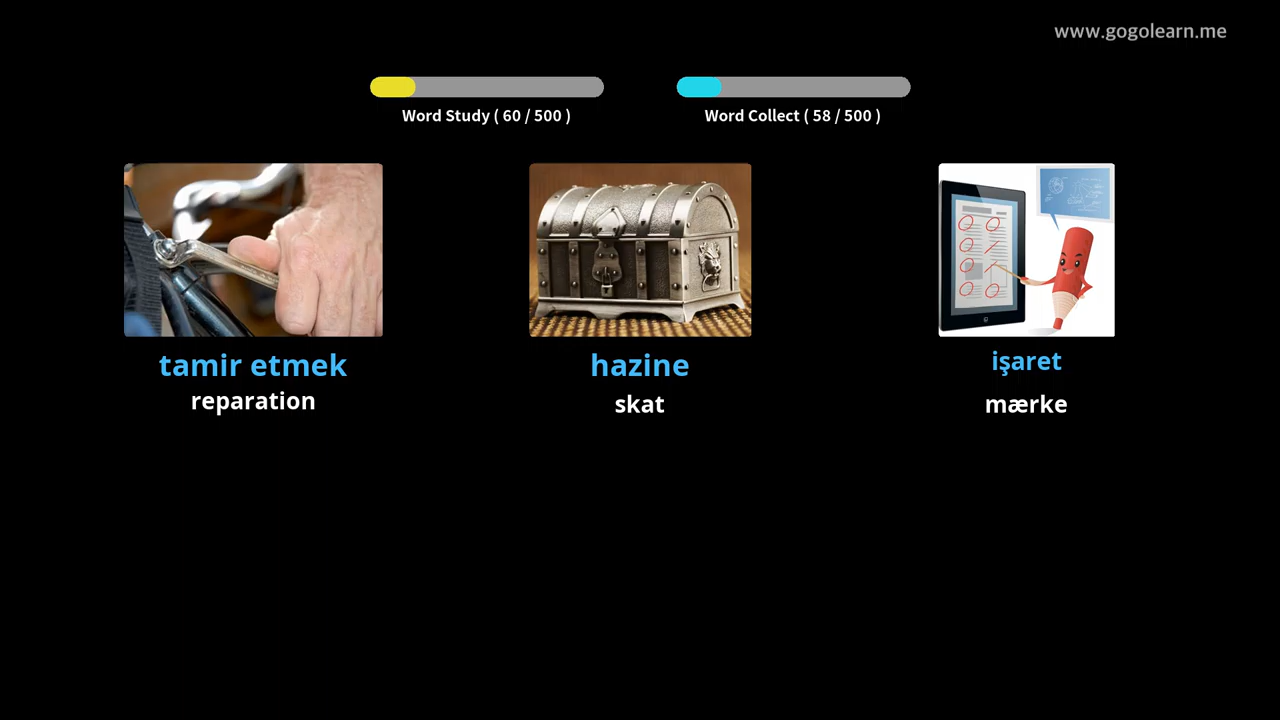 www.gogolearn.me
Word Study ( 60 / 500 )
Word Collect ( 58 / 500 )
tamir etmek
reparation
hazine
skat
işaret
mærke